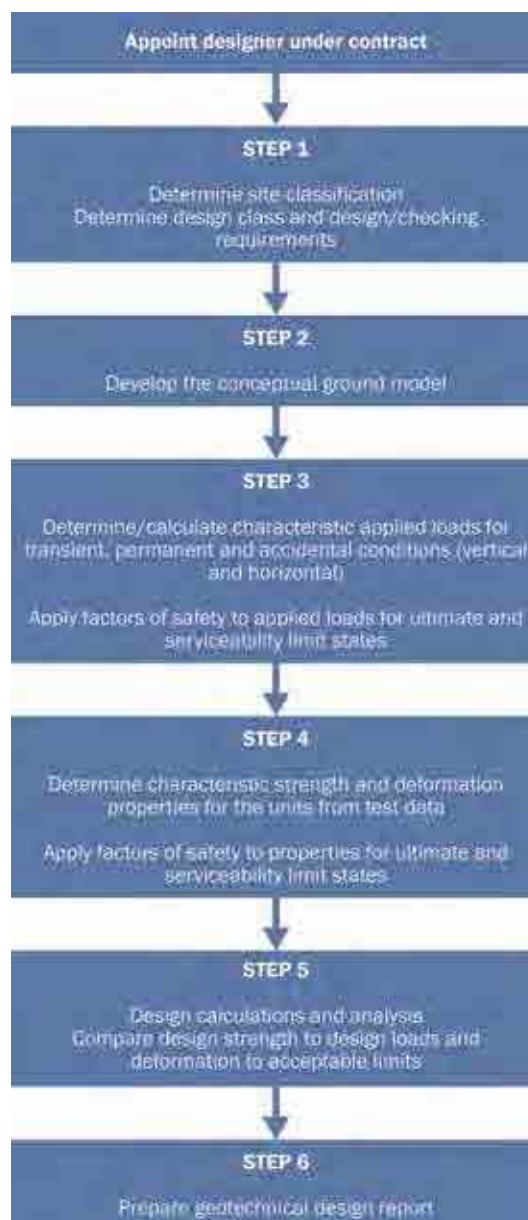 Appoint designer under contract
STEP 1
Determine site classification
Determine design class and design/checking
requirements
STEP 2
Develop the conceptual ground model
STEP 3
Determine/calculate characteristic applied loads for
transient, permanent and accidental conditions (vertical
and horizontal)
Apply factors of safety to applied loads for ultimate and
serviceability limit states
STEP 4
Determine characteristic strength and deformation
properties for the units from test data
Apply factors of safety to properties for ultimate and
serviceability limit states
STEP 5
Design calculations and analysis
Compare design strength to design loads and
deformation to acceptable limits
STEP 6
Prepare geotechnical design report